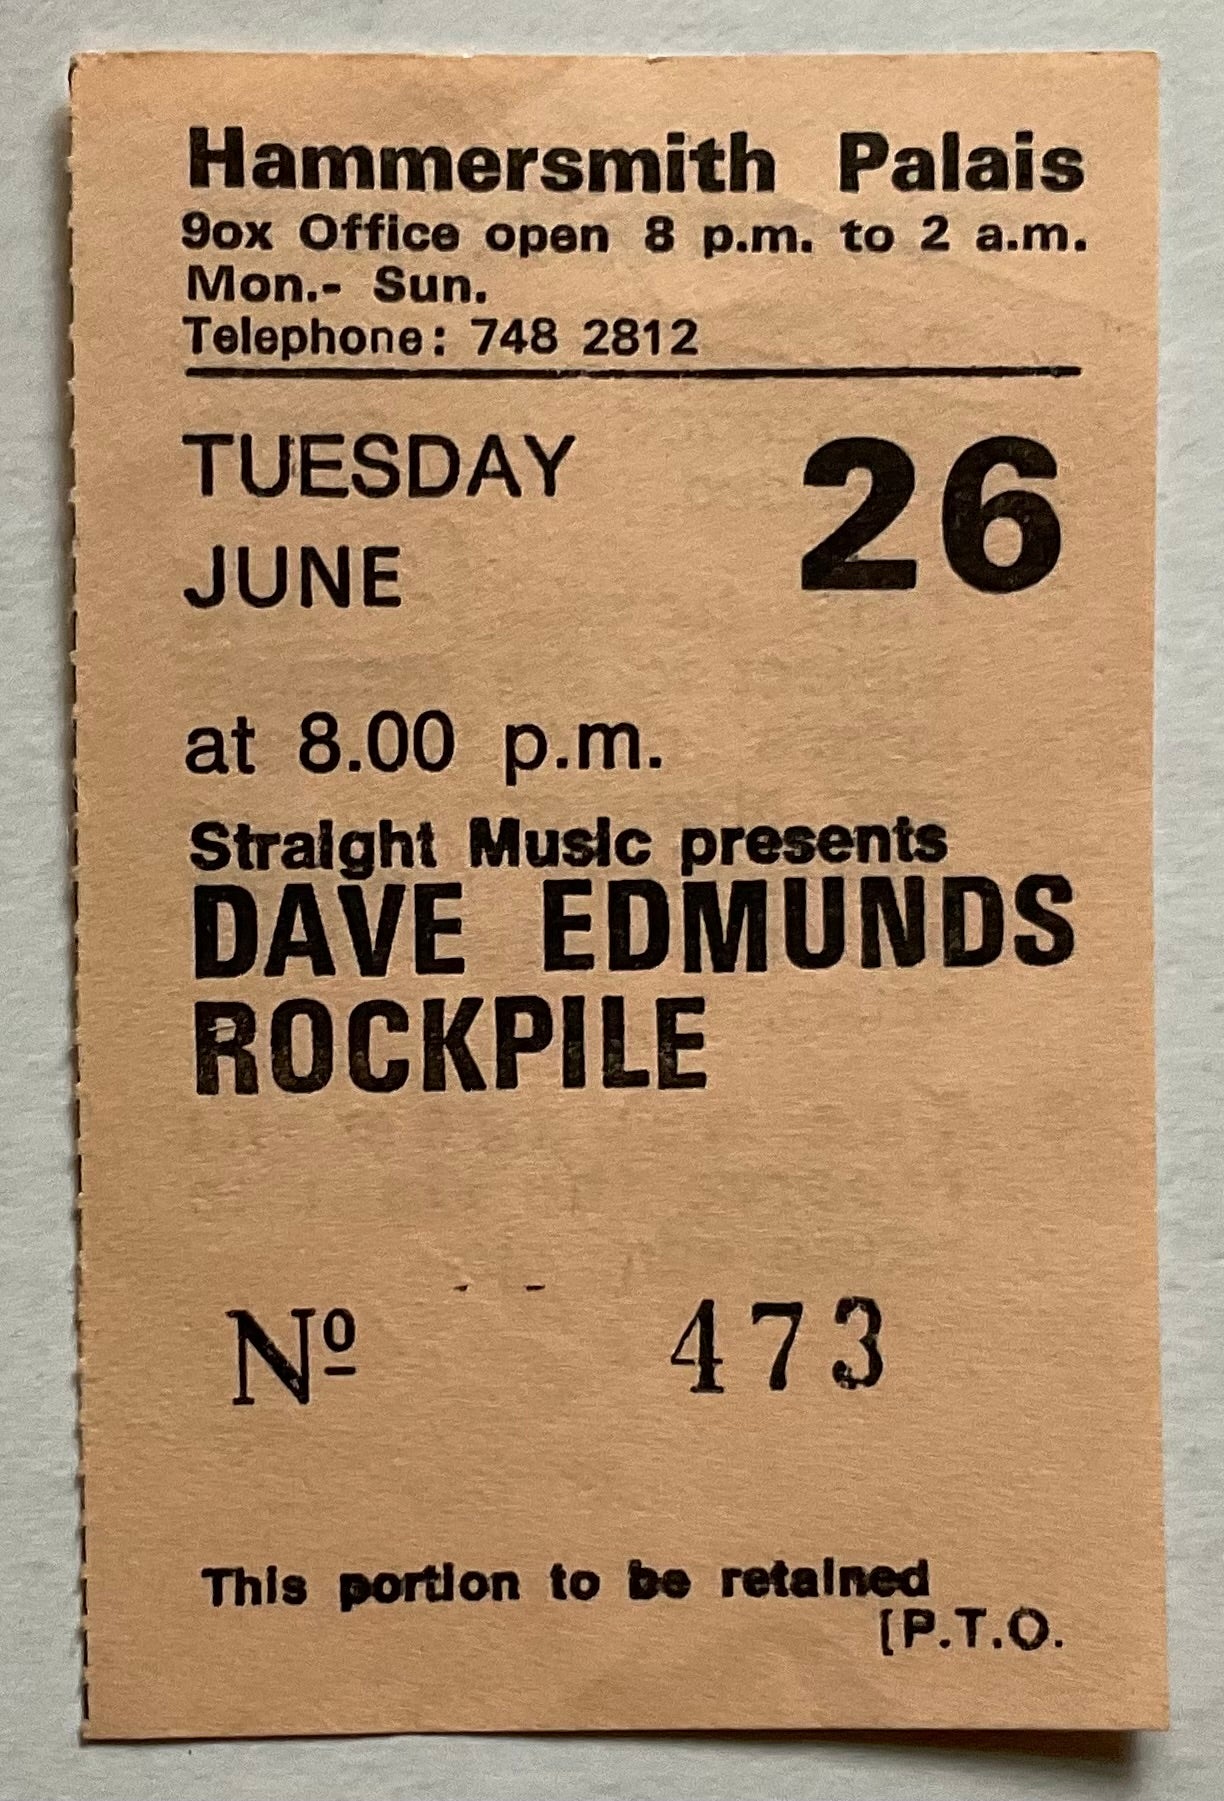 Hammersmith Palais
9ox Office open 8 p.m. to 2 a.m.
Mon.- Sun.
Telephone: 748 2812
TUESDAY 26
JUNE
at 8.00 p.m.
Straight Music presents
DAVE EDMUNDS
ROCKPILE
Nº 473
This portion to be retained
[P.T.O.